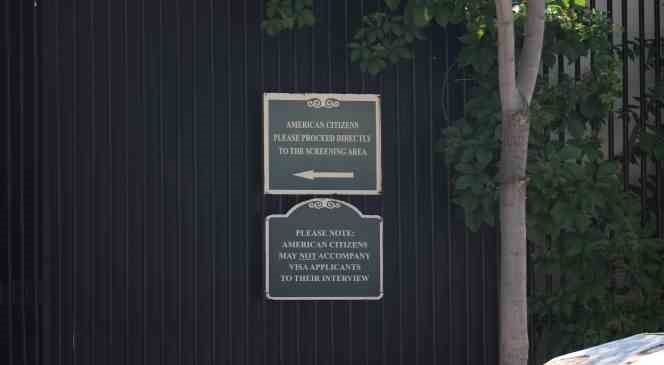 AMERICAN CITIZENS
PLEASE PROCEED DIRECTLY
TO THE SCREENING AREA
PLEASE NOTE:
AMERICAN CITIZENS
MAY NOT ACCOMPANY
VISA APPLICANTS
TO THEIR INTERVIEW